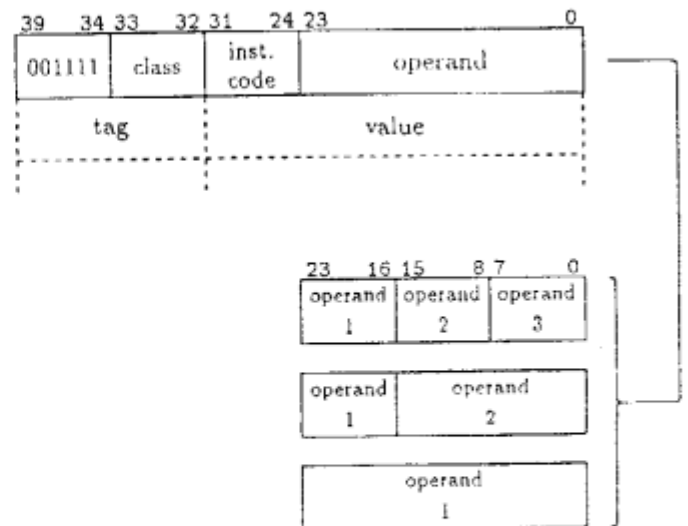 39 34 33 32 31 24 23 0
001111 class inst. code operand
tag value
23 16 15 8 7 0
operand operand operand
1 2 3
operand operand
1 2
operand
1